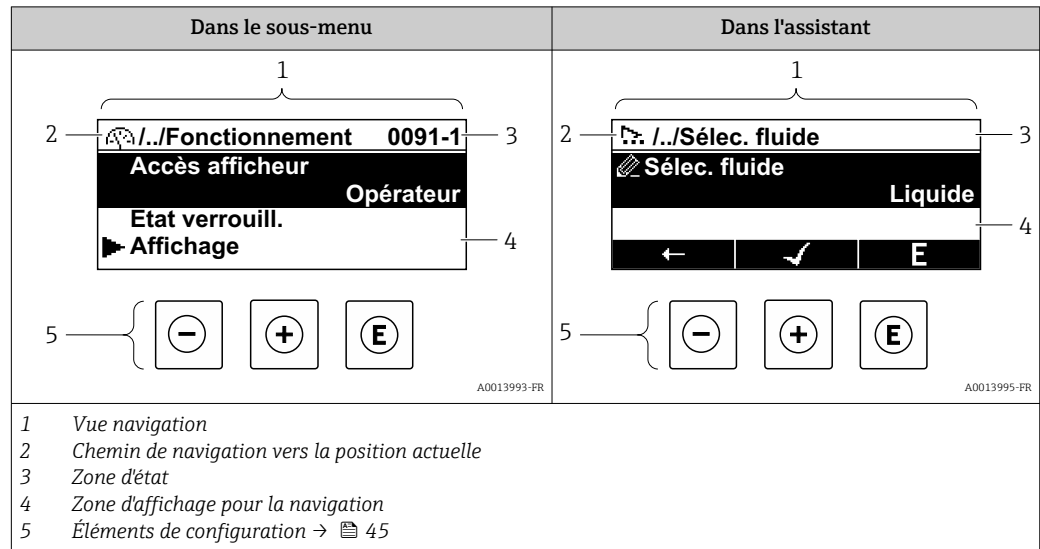 Dans le sous-menu
Dans l'assistant
1
2
/../Fonctionnement 0091-1
3
Accès afficheur
Opérateur
Etat verrouill.
Affichage
4
5
- + E
A0013993-FR
1
2
/../Sélec. fluide
3
Sélec. fluide
Liquide
4
← ✓ E
5
- + E
A0013995-FR
1 Vue navigation
2 Chemin de navigation vers la position actuelle
3 Zone d'état
4 Zone d'affichage pour la navigation
5 Éléments de configuration → 45